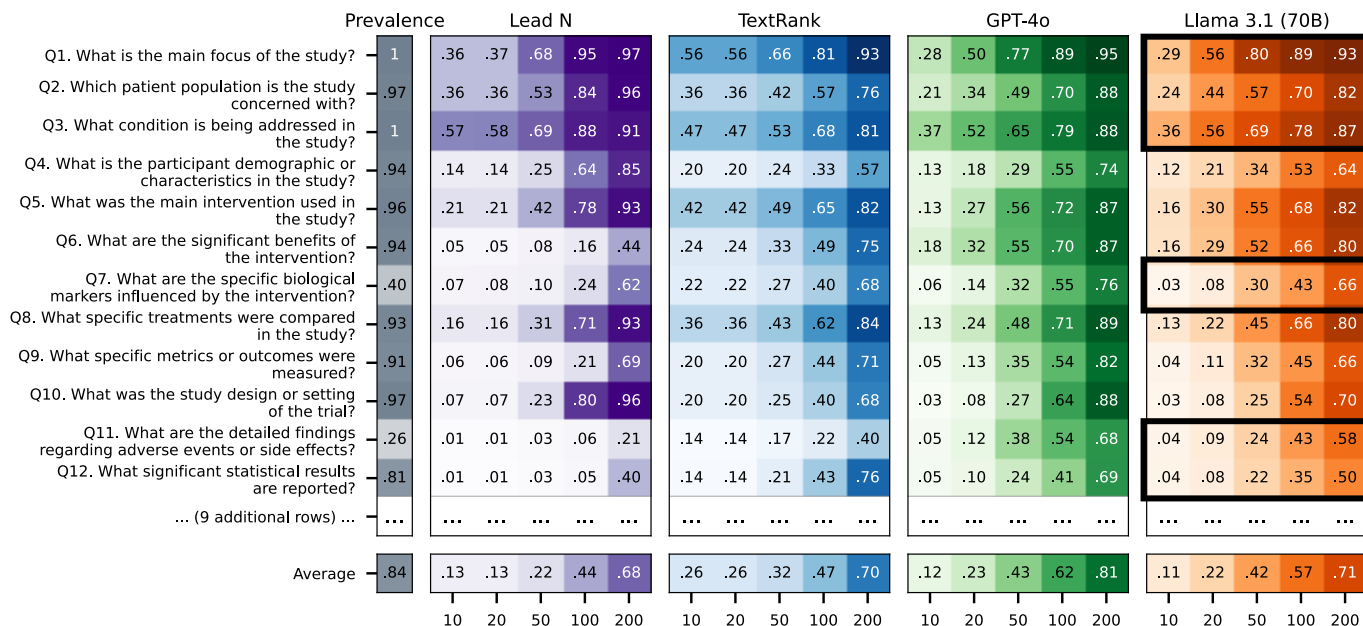 Prevalence Lead N TextRank GPT-4o Llama 3.1 (70B)
Q1. What is the main focus of the study? 1 .36 .37 .68 .95 .97 .56 .56 .66 .81 .93 .28 .50 .77 .89 .95 .29 .56 .80 .89 .93
Q2. Which patient population is the study
concerned with? .97 .36 .36 .53 .84 .96 .36 .36 .42 .57 .76 .21 .34 .49 .70 .88 .24 .44 .57 .70 .82
Q3. What condition is being addressed in
the study? 1 .57 .58 .69 .88 .91 .47 .47 .53 .68 .81 .37 .52 .65 .79 .88 .36 .56 .69 .78 .87
Q4. What is the participant demographic or
characteristics in the study? .94 .14 .14 .25 .64 .85 .20 .20 .24 .33 .57 .13 .18 .29 .55 .74 .12 .21 .34 .53 .64
Q5. What was the main intervention used in
the study? .96 .21 .21 .42 .78 .93 .42 .42 .49 .65 .82 .13 .27 .56 .72 .87 .16 .30 .55 .68 .82
Q6. What are the significant benefits of
the intervention? .94 .05 .05 .08 .16 .44 .24 .24 .33 .49 .75 .18 .32 .55 .70 .87 .16 .29 .52 .66 .80
Q7. What are the specific biological
markers influenced by the intervention? .40 .07 .08 .10 .24 .62 .22 .22 .27 .40 .68 .06 .14 .32 .55 .76 .03 .08 .30 .43 .66
Q8. What specific treatments were compared
in the study? .93 .16 .16 .31 .71 .93 .36 .36 .43 .62 .84 .13 .24 .48 .71 .89 .13 .22 .45 .66 .80
Q9. What specific metrics or outcomes were
measured? .91 .06 .06 .09 .21 .69 .20 .20 .27 .44 .71 .05 .13 .35 .54 .82 .04 .11 .32 .45 .66
Q10. What was the study design or setting
of the trial? .97 .07 .07 .23 .80 .96 .20 .20 .25 .40 .68 .03 .08 .27 .64 .88 .03 .08 .25 .54 .70
Q11. What are the detailed findings
regarding adverse events or side effects? .26 .01 .01 .03 .06 .21 .14 .14 .17 .22 .40 .05 .12 .38 .54 .68 .04 .09 .24 .43 .58
Q12. What significant statistical results
are reported? .81 .01 .01 .03 .05 .40 .14 .14 .21 .43 .76 .05 .10 .24 .41 .69 .04 .08 .22 .35 .50
... (9 additional rows) ... ... ... ... ... ... ... ... ... ... ... ... ... ... ... ... ... ... ... ... ... ...
Average .84 .13 .13 .22 .44 .68 .26 .26 .32 .47 .70 .12 .23 .43 .62 .81 .11 .22 .42 .57 .71
10 20 50 100 200 10 20 50 100 200 10 20 50 100 200 10 20 50 100 200